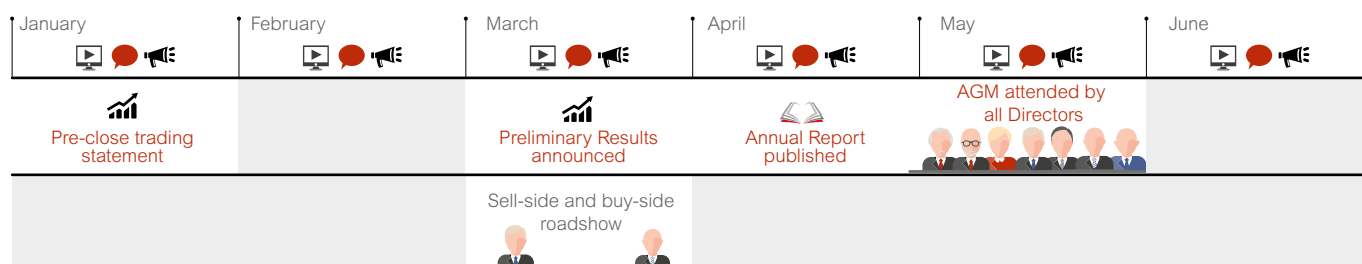 January
February
March
April
May
June
Pre-close trading
statement
Preliminary Results
announced
Annual Report
published
AGM attended by
all Directors
Sell-side and buy-side
roadshow